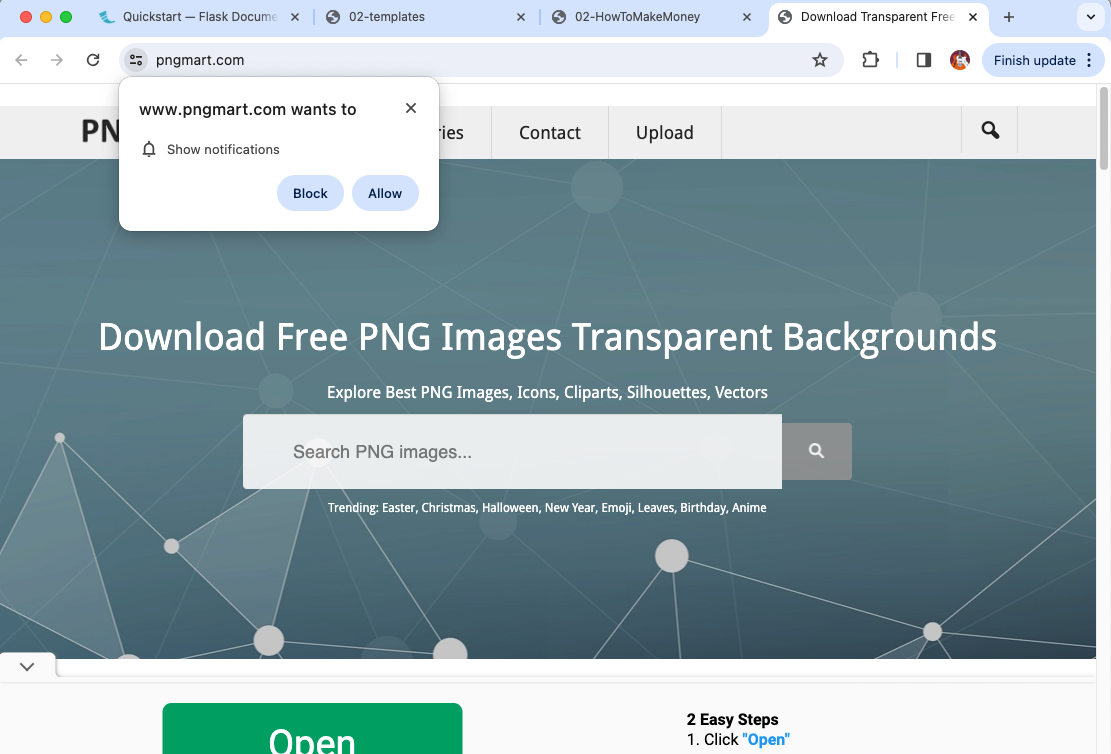 Quickstart — Flask Docume
02-templates
02-HowToMakeMoney
Download Transparent Free
pngmart.com
Finish update
www.pngmart.com wants to
Show notifications
Block
Allow
PN
ries
Contact
Upload
Download Free PNG Images Transparent Backgrounds
Explore Best PNG Images, Icons, Cliparts, Silhouettes, Vectors
Search PNG images...
Trending: Easter, Christmas, Halloween, New Year, Emoji, Leaves, Birthday, Anime
Open
2 Easy Steps
1. Click "Open"